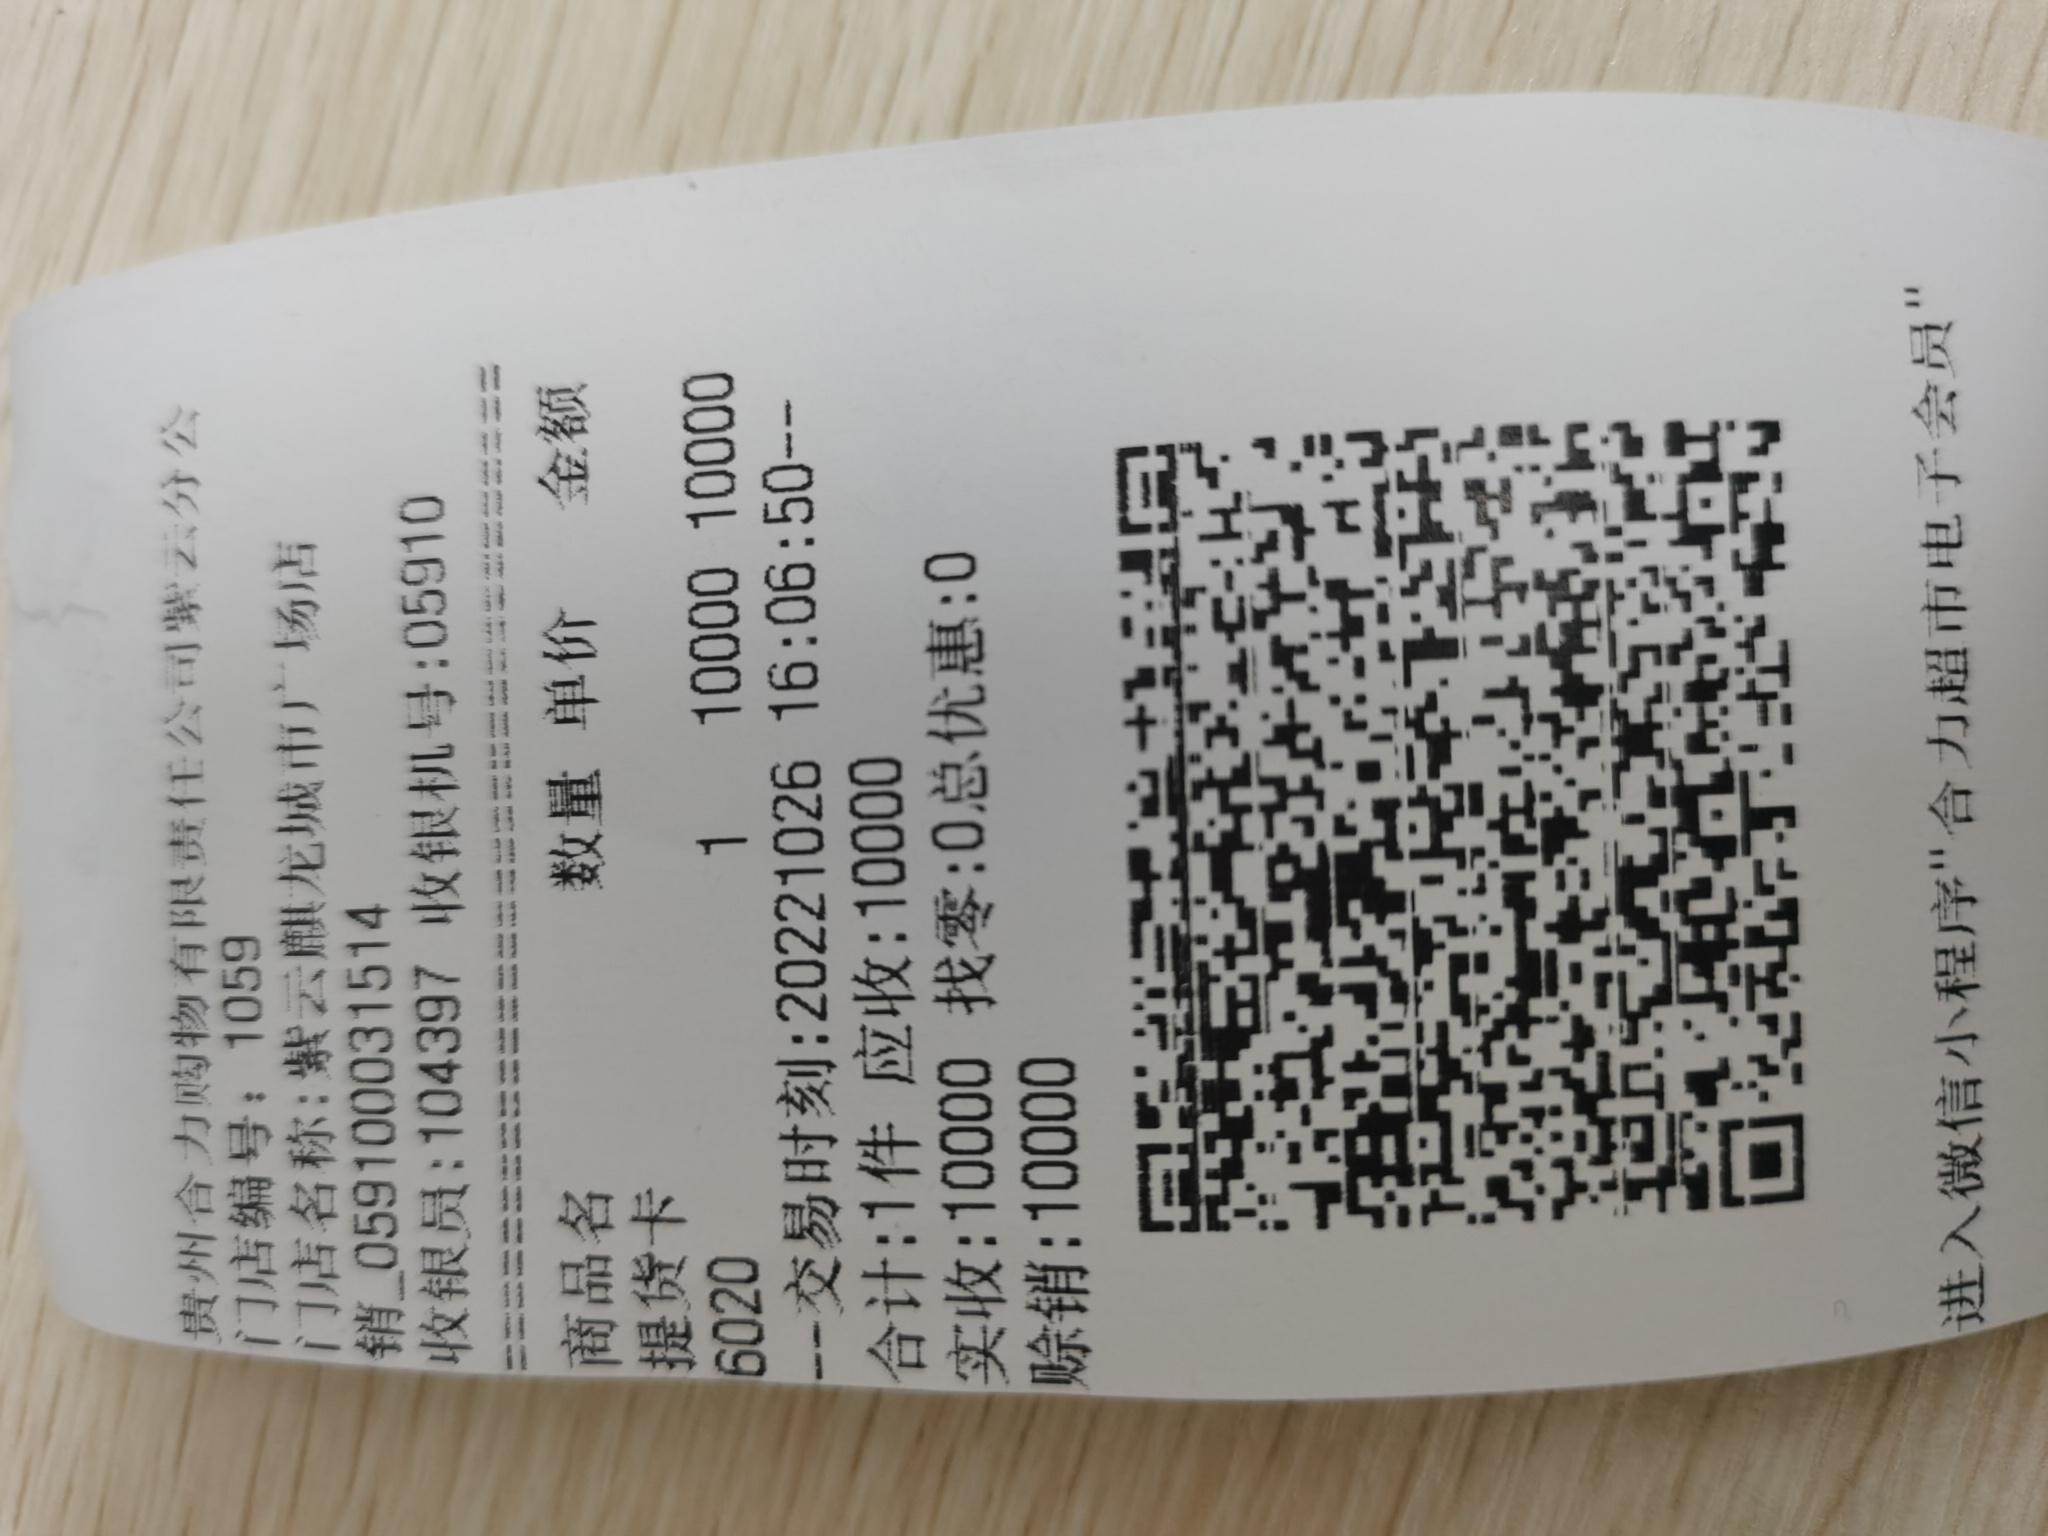 贵州合力购物有限责任公司紫云分公
门店编号: 1059
门店名称:紫云麒龙城市广场店
销_059100031514
收银员:104397 收银机号:05910
================================
商品名 数量 单价 金额
提货卡
6020 1 10000 10000
---交易时刻:20221026 16:06:50---
合计:1件 应收:10000
实收:10000 找零:0总优惠:0
赊销:10000
进入微信小程序"合力超市电子会员"